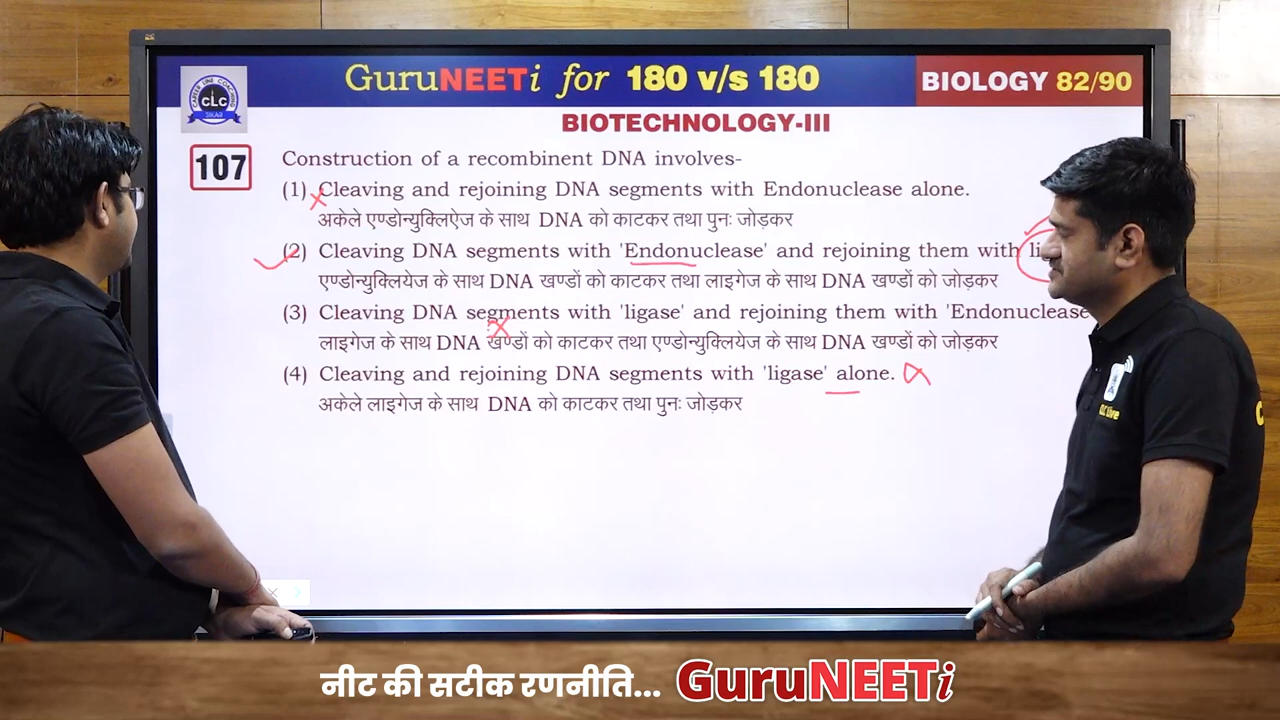 GuruNEETi for 180 v/s 180
BIOLOGY 82/90
CLC
SIKAR
BIOTECHNOLOGY-III
107
Construction of a recombinent DNA involves-
(1) Cleaving and rejoining DNA segments with Endonuclease alone.
अकेले एण्डोन्युक्लिऐज के साथ DNA को काटकर तथा पुनः जोड़कर
(2) Cleaving DNA segments with 'Endonuclease' and rejoining them with
एण्डोन्युक्लियेज के साथ DNA खण्डों को काटकर तथा लाइगेज के साथ DNA खण्डों को जोड़कर
(3) Cleaving DNA segments with 'ligase' and rejoining them with 'Endonuclease
लाइगेज के साथ DNA खण्डों को काटकर तथा एण्डोन्युक्लियेज के साथ DNA खण्डों को जोड़कर
(4) Cleaving and rejoining DNA segments with 'ligase' alone.
अकेले लाइगेज के साथ DNA को काटकर तथा पुनः जोड़कर
नीट की सटीक रणनीति... GuruNEETi